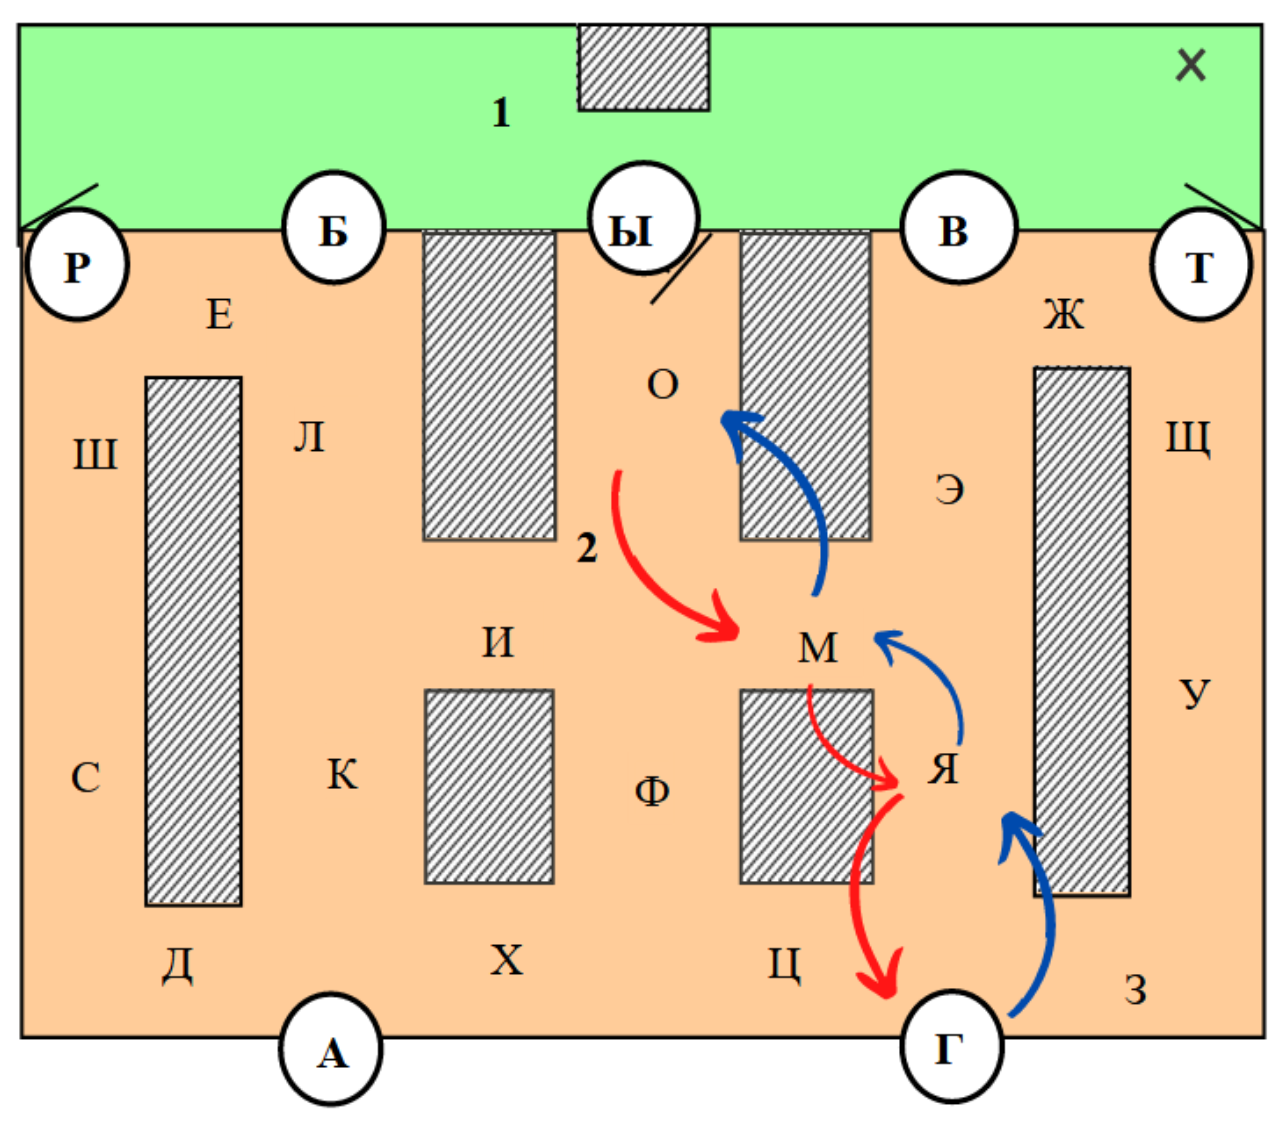 1
Р Б Ы В Т
Е Ж
О
Ш Л Щ
Э
2
И М
У
С К Ф Я
Д Х Ц З
А Г